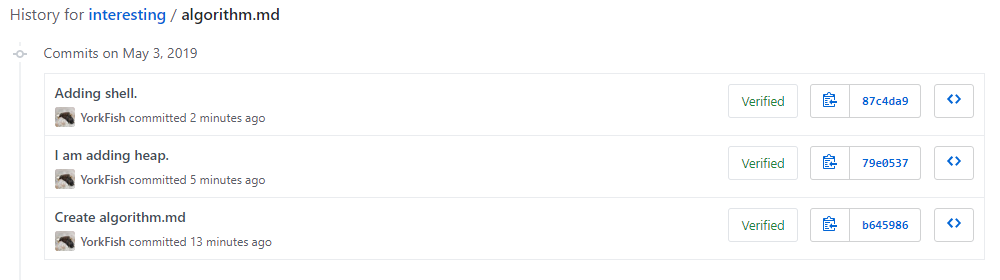 History for interesting / algorithm.md
Commits on May 3, 2019
Adding shell.
YorkFish committed 2 minutes ago
Verified
87c4da9
I am adding heap.
YorkFish committed 5 minutes ago
Verified
79e0537
Create algorithm.md
YorkFish committed 13 minutes ago
Verified
b645986